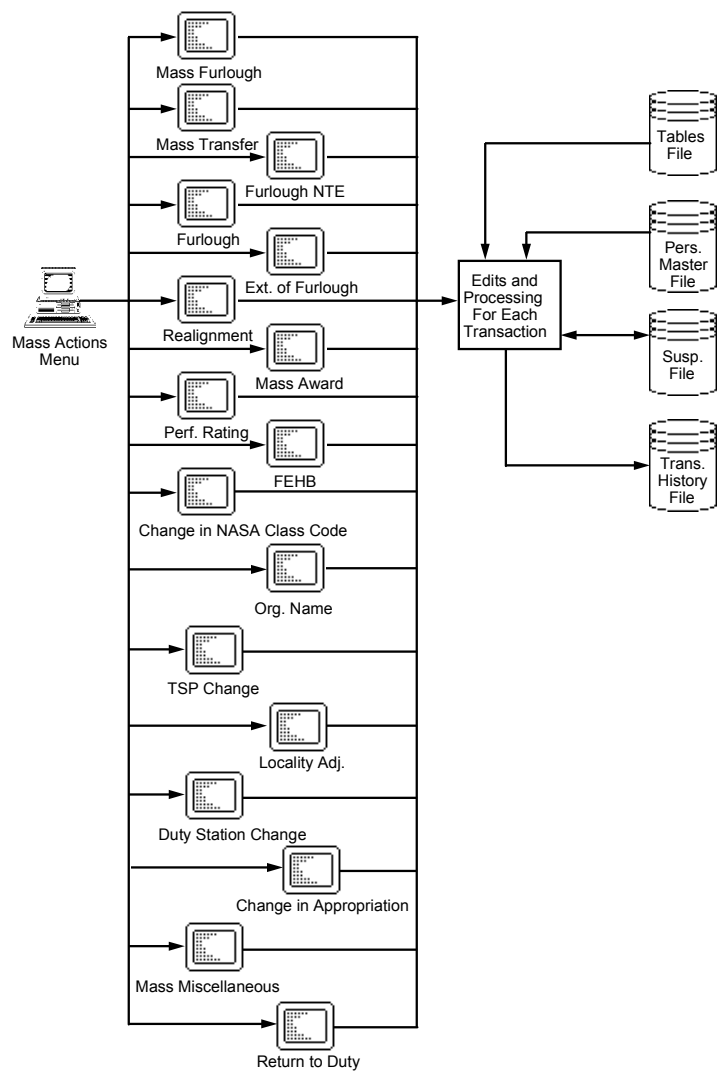 Mass Furlough
Mass Transfer
Furlough NTE
Furlough
Ext. of Furlough
Mass Actions
Menu
Realignment
Mass Award
Perf. Rating
FEHB
Change in NASA Class Code
Org. Name
TSP Change
Locality Adj.
Duty Station Change
Change in Appropriation
Mass Miscellaneous
Return to Duty
Edits and
Processing
For Each
Transaction
Tables
File
Pers.
Master
File
Susp.
File
Trans.
History
File